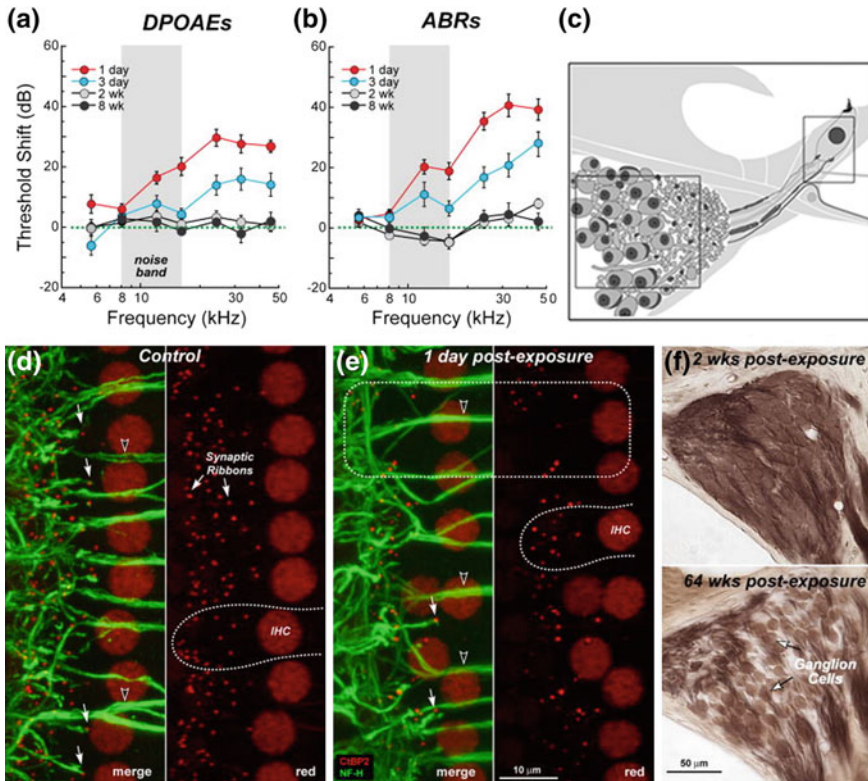 (a)
DPOAEs
60
40
20
0
-20
Threshold Shift (dB)
1 day
3 day
2 wk
8 wk
noise
band
4
6
8
10
30
50
Frequency (kHz)
(b)
ABRs
60
40
20
0
-20
1 day
3 day
2 wk
8 wk
4
6
8
10
30
50
Frequency (kHz)
(c)
(d)
Control
Synaptic
Ribbons
IHC
merge
red
(e)
1 day post-exposure
IHC
CtBP2
NF-H
merge
10 µm
red
(f)
2 wks post-exposure
64 wks post-exposure
Ganglion
Cells
50 µm